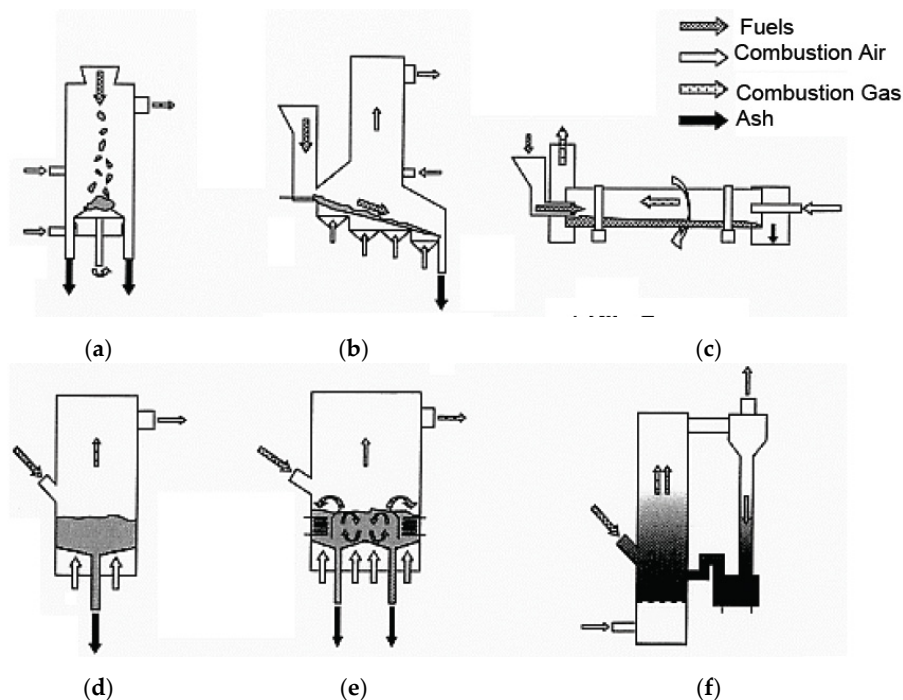 Fuels
Combustion Air
Combustion Gas
Ash
(a)
(b)
(c)
(d)
(e)
(f)